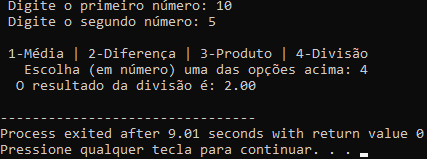 Digite o primeiro número: 10
Digite o segundo número: 5
1-Média | 2-Diferença | 3-Produto | 4-Divisão
Escolha (em número) uma das opções acima: 4
O resultado da divisão é: 2.00
--------------------------------
Process exited after 9.01 seconds with return value 0
Pressione qualquer tecla para continuar. . .